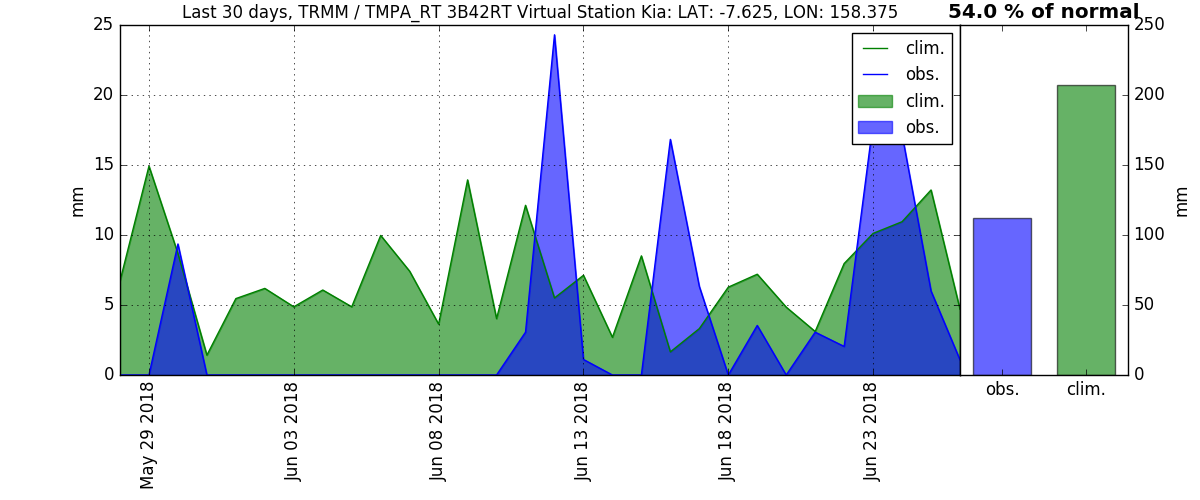 Last 30 days, TRMM / TMPA_RT 3B42RT Virtual Station Kia: LAT: -7.625, LON: 158.375
54.0 % of normal
25
20
15
10
5
0
mm
clim.
obs.
clim.
obs.
May 29 2018
Jun 03 2018
Jun 08 2018
Jun 13 2018
Jun 18 2018
Jun 23 2018
250
200
150
100
50
0
mm
obs.
clim.